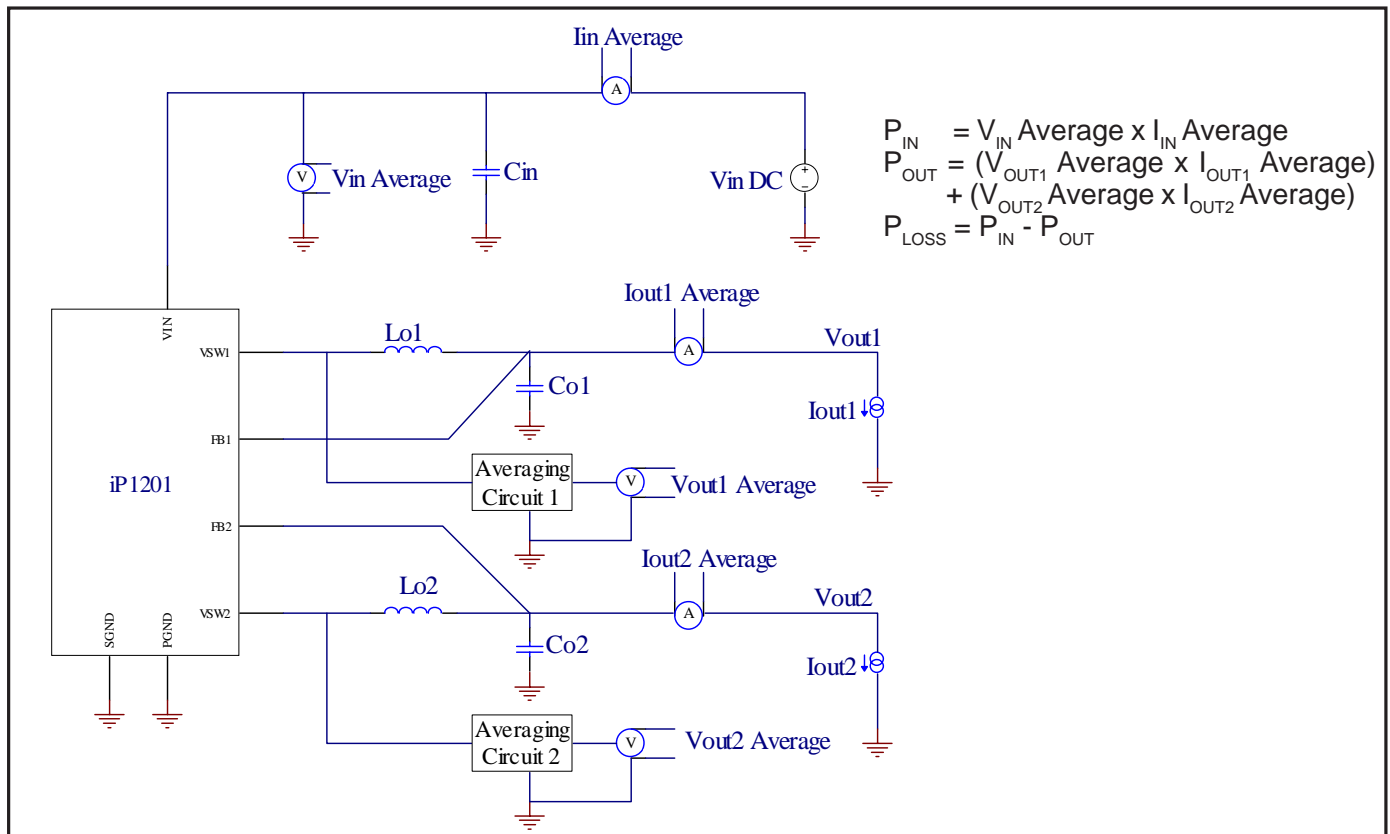 Iin Average
A
V
Vin Average
Cin
Vin DC
+
−
P_IN = V_IN Average x I_IN Average
P_OUT = (V_OUT1 Average x I_OUT1 Average)
+ (V_OUT2 Average x I_OUT2 Average)
P_LOSS = P_IN - P_OUT
VIN
iP1201
VSW1
FB1
FB2
VSW2
SGND
PGND
Lo1
Co1
Iout1 Average
A
Vout1
Iout1
Averaging
Circuit 1
V
Vout1 Average
Iout2 Average
A
Vout2
Lo2
Co2
Iout2
Averaging
Circuit 2
V
Vout2 Average